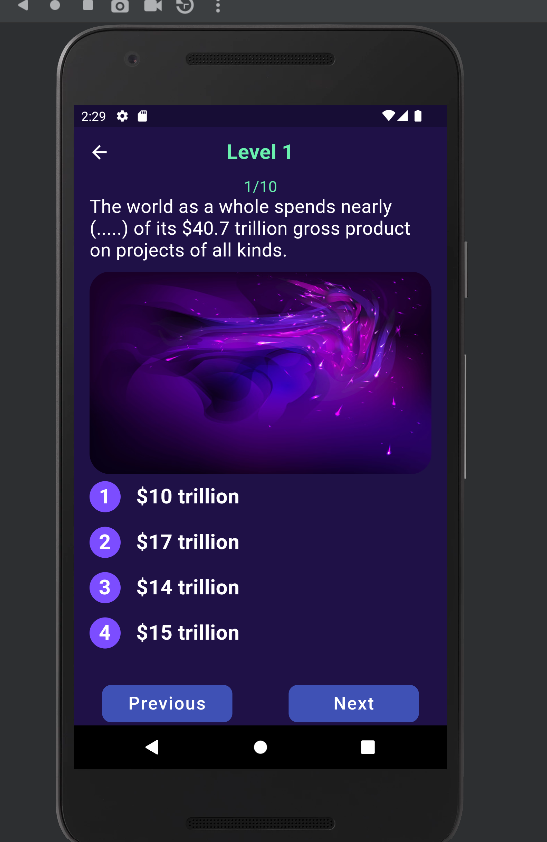 2:29
Level 1
1/10
The world as a whole spends nearly
(.....) of its $40.7 trillion gross product
on projects of all kinds.
1 $10 trillion
2 $17 trillion
3 $14 trillion
4 $15 trillion
Previous Next